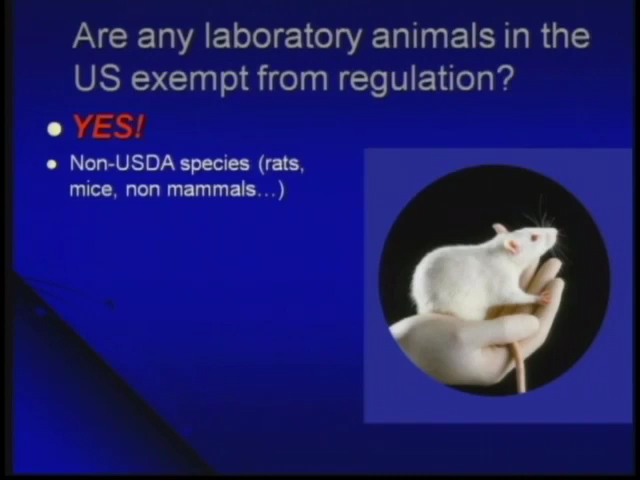 Are any laboratory animals in the
US exempt from regulation?
YES!
Non-USDA species (rats,
mice, non mammals...)